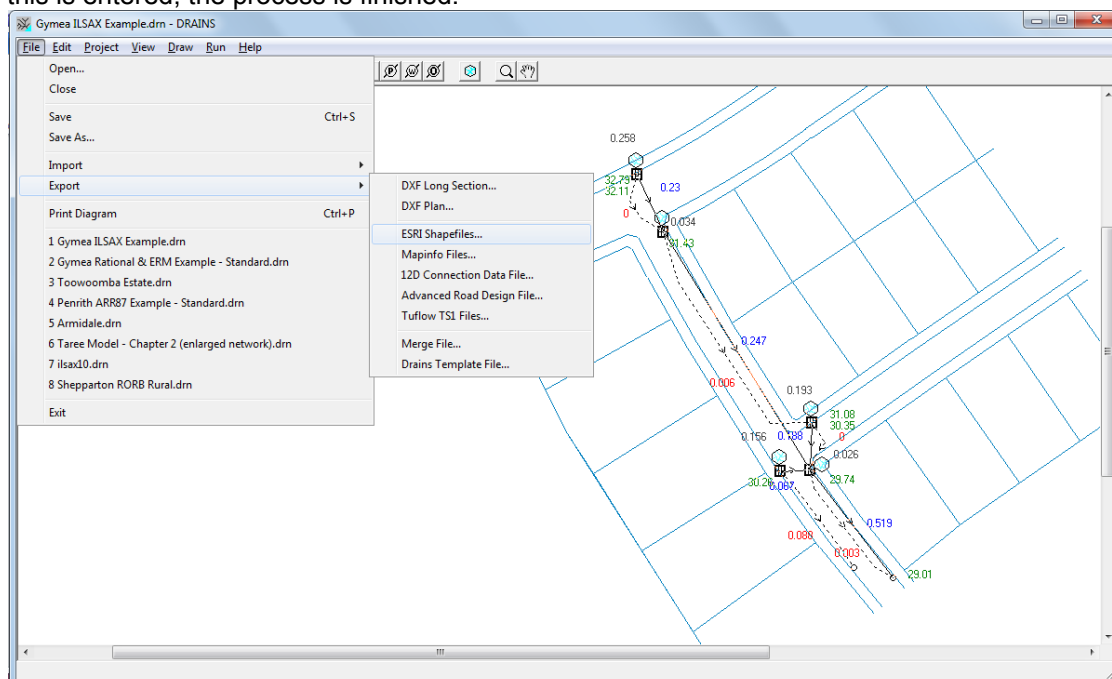 this is entered, the process is finished.
Gymea ILSAX Example.drn - DRAINS
File Edit Project View Draw Run Help
Open...
Close
Save Ctrl+S
Save As...
Import
Export
Print Diagram Ctrl+P
1 Gymea ILSAX Example.drn
2 Gymea Rational & ERM Example - Standard.drn
3 Toowoomba Estate.drn
4 Penrith ARR87 Example - Standard.drn
5 Armidale.drn
6 Taree Model - Chapter 2 (enlarged network).drn
7 ilsax10.drn
8 Shepparton RORB Rural.drn
Exit
DXF Long Section...
DXF Plan...
ESRI Shapefiles...
Mapinfo Files...
12D Connection Data File...
Advanced Road Design File...
Tuflow TS1 Files...
Merge File...
Drains Template File...
0.258
32.79
32.11
0.23
0
0.034
31.43
0.247
0.006
0.193
31.08
30.35
0.156
0.188
0
0.026
29.74
0.519
0.003
29.01